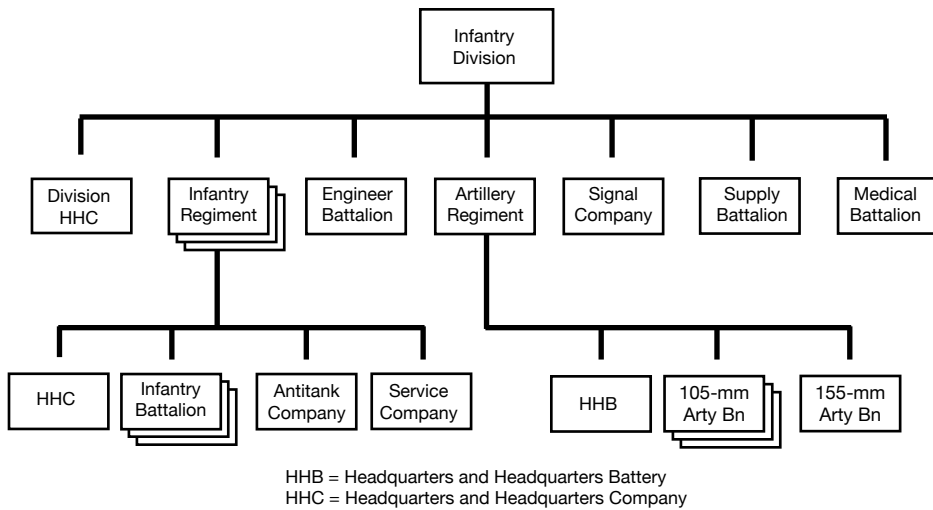 Infantry
Division
Division
HHC
Infantry
Regiment
Engineer
Battalion
Artillery
Regiment
Signal
Company
Supply
Battalion
Medical
Battalion
HHC
Infantry
Battalion
Antitank
Company
Service
Company
HHB
105-mm
Arty Bn
155-mm
Arty Bn
HHB = Headquarters and Headquarters Battery
HHC = Headquarters and Headquarters Company